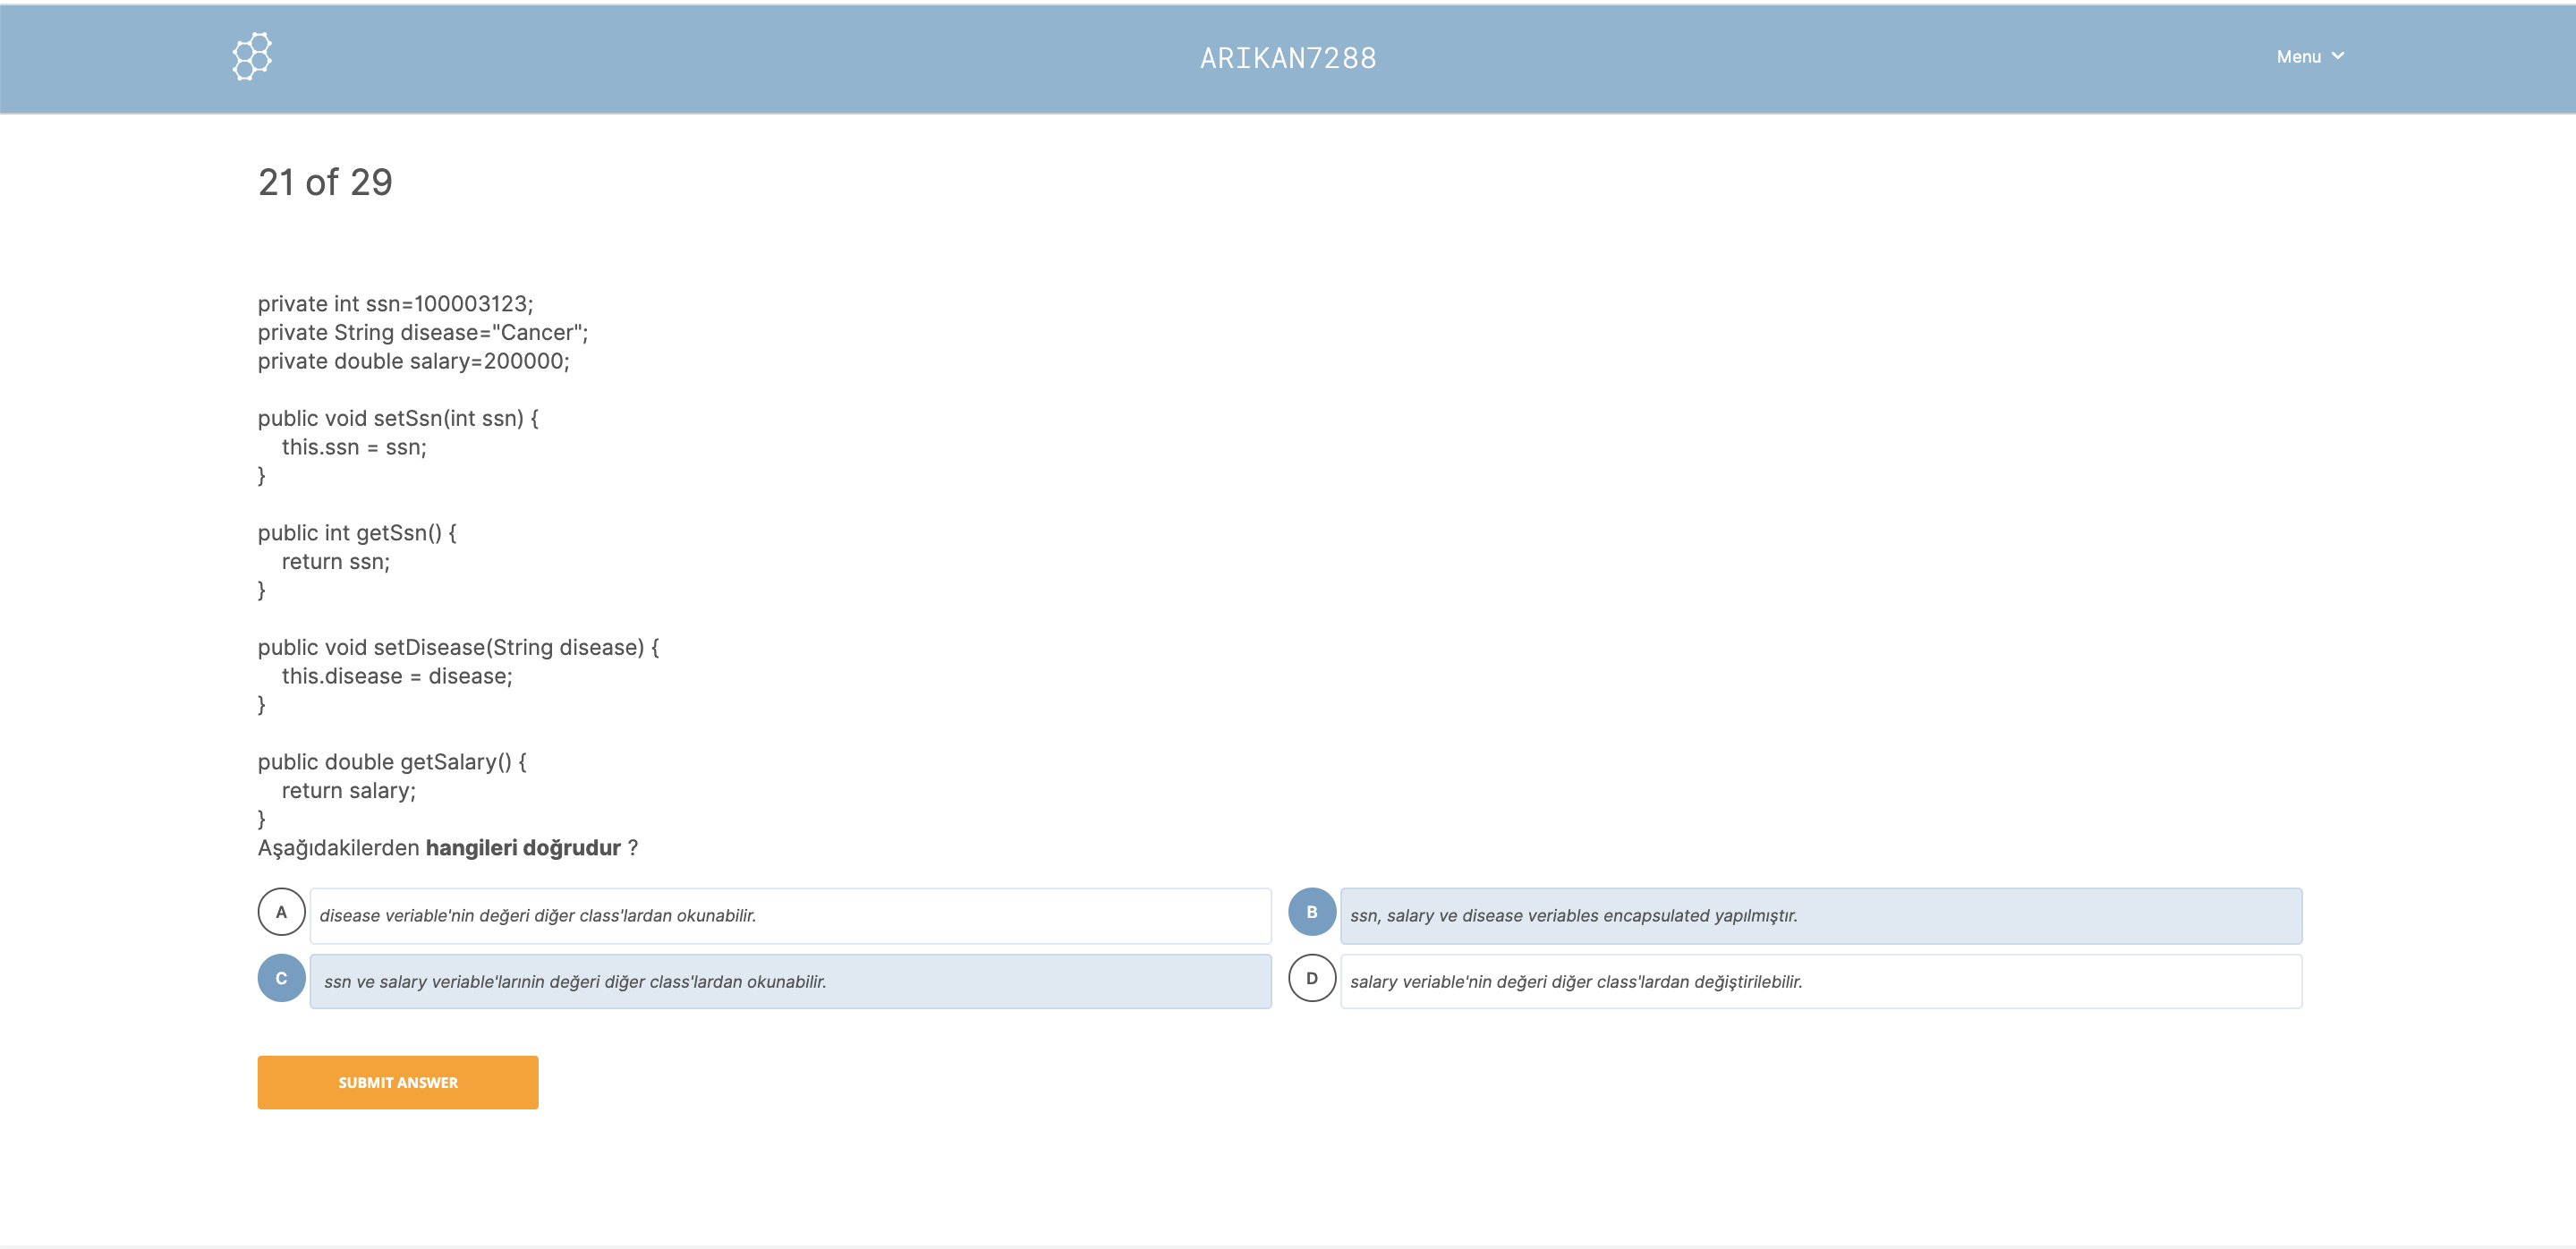 ARIKAN7288
Menu
21 of 29
private int ssn=100003123;
private String disease="Cancer";
private double salary=200000;
public void setSsn(int ssn) {
this.ssn = ssn;
}
public int getSsn() {
return ssn;
}
public void setDisease(String disease) {
this.disease = disease;
}
public double getSalary() {
return salary;
}
Aşağıdakilerden hangileri doğrudur ?
A disease veriable'nin değeri diğer class'lardan okunabilir.
B ssn, salary ve disease veriables encapsulated yapılmıştır.
C ssn ve salary veriable'larınin değeri diğer class'lardan okunabilir.
D salary veriable'nin değeri diğer class'lardan değiştirilebilir.
SUBMIT ANSWER